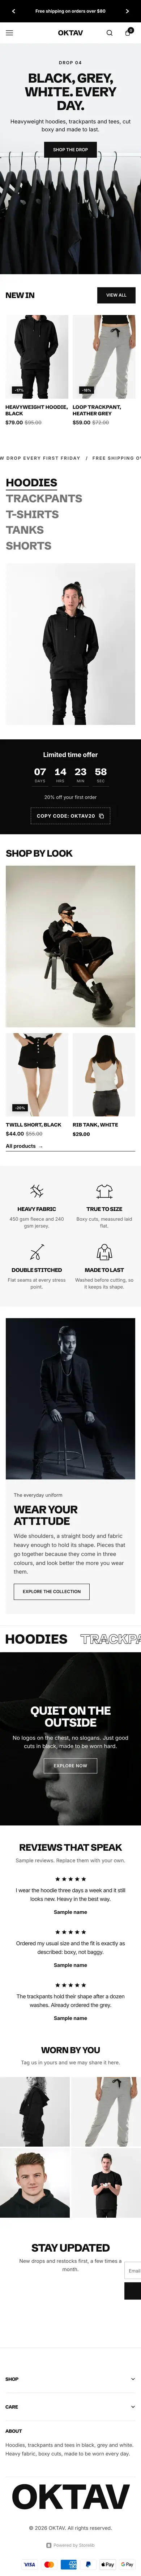 Free shipping on orders over $80
OKTAV
0
DROP 04
BLACK, GREY,
WHITE. EVERY
DAY.
Heavyweight hoodies, trackpants and tees, cut
boxy and made to last.
SHOP THE DROP
NEW IN
VIEW ALL
-17%
-18%
HEAVYWEIGHT HOODIE,
BLACK
$79.00 $95.00
LOOP TRACKPANT,
HEATHER GREY
$59.00 $72.00
W DROP EVERY FIRST FRIDAY / FREE SHIPPING O
HOODIES
TRACKPANTS
T-SHIRTS
TANKS
SHORTS
Limited time offer
07 14 23 58
DAYS HRS MIN SEC
20% off your first order
COPY CODE: OKTAV20
SHOP BY LOOK
-20%
TWILL SHORT, BLACK
$44.00 $55.00
RIB TANK, WHITE
$29.00
All products →
HEAVY FABRIC
450 gsm fleece and 240
gsm jersey.
TRUE TO SIZE
Boxy cuts, measured laid
flat.
DOUBLE STITCHED
Flat seams at every stress
point.
MADE TO LAST
Washed before cutting, so
it keeps its shape.
The everyday uniform
WEAR YOUR
ATTITUDE
Wide shoulders, a straight body and fabric
heavy enough to hold its shape. Pieces that
go together because they come in three
colours, and look better the more you wear
them.
EXPLORE THE COLLECTION
HOODIES TRACKPA
QUIET ON THE
OUTSIDE
No logos on the chest, no slogans. Just good
cuts in black, made to be worn hard.
EXPLORE NOW
REVIEWS THAT SPEAK
Sample reviews. Replace them with your own.
★★★★★
I wear the hoodie three days a week and it still
looks new. Heavy in the best way.
Sample name
★★★★★
Ordered my usual size and the fit is exactly as
described: boxy, not baggy.
Sample name
★★★★★
The trackpants hold their shape after a dozen
washes. Already ordered the grey.
Sample name
WORN BY YOU
Tag us in yours and we may share it here.
STAY UPDATED
New drops and restocks, a few times a
month.
Email
SHOP
CARE
ABOUT
Hoodies, trackpants and tees in black, grey and white.
Heavy fabric, boxy cuts, made to be worn every day.
OKTAV
© 2026 OKTAV. All rights reserved.
Powered by Storeife
VISA
Pay
G Pay